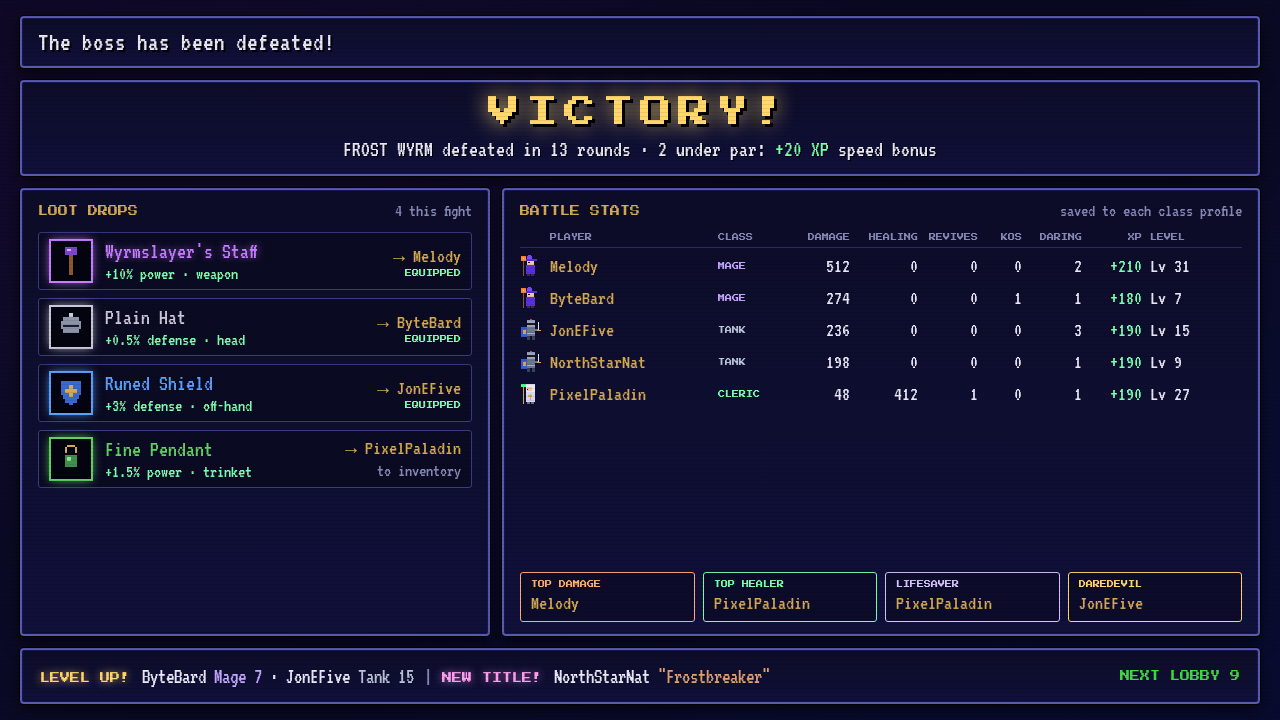 The boss has been defeated!
VICTORY!
FROST WYRM defeated in 13 rounds · 2 under par: +20 XP speed bonus
LOOT DROPS 4 this fight
Wyrmslayer's Staff → Melody
+10% power · weapon EQUIPPED
Plain Hat → ByteBard
+0.5% defense · head EQUIPPED
Runed Shield → JonEFive
+3% defense · off-hand EQUIPPED
Fine Pendant → PixelPaladin
+1.5% power · trinket to inventory
BATTLE STATS saved to each class profile
PLAYER CLASS DAMAGE HEALING REVIVES KOS DARING XP LEVEL
Melody MAGE 512 0 0 0 2 +210 Lv 31
ByteBard MAGE 274 0 0 1 1 +180 Lv 7
JonEFive TANK 236 0 0 0 3 +190 Lv 15
NorthStarNat TANK 198 0 0 0 1 +190 Lv 9
PixelPaladin CLERIC 48 412 1 0 1 +190 Lv 27
TOP DAMAGE TOP HEALER LIFESAVER DAREDEVIL
Melody PixelPaladin PixelPaladin JonEFive
LEVEL UP! ByteBard Mage 7 · JonEFive Tank 15 | NEW TITLE! NorthStarNat "Frostbreaker" NEXT LOBBY 9